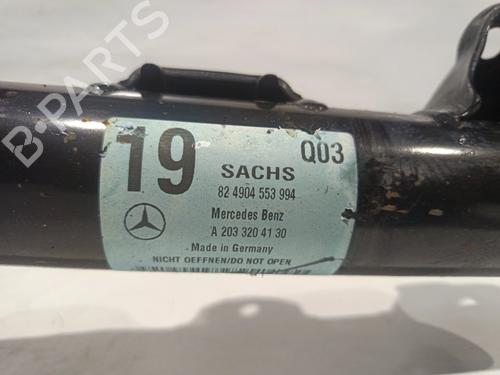 B-PARTS
19
Q03
SACHS
82 4904 553 994
Mercedes Benz
A 203 320 41 30
Made in Germany
NICHT OEFFNEN/DO NOT OPEN